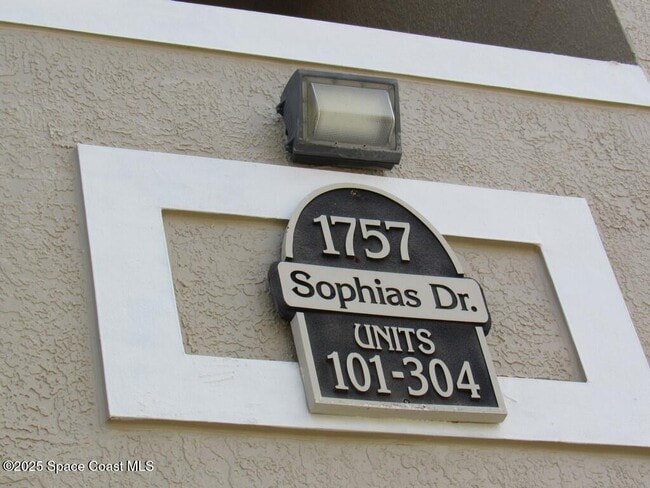 1757
Sophias Dr.
UNITS
101-304
©2025 Space Coast MLS